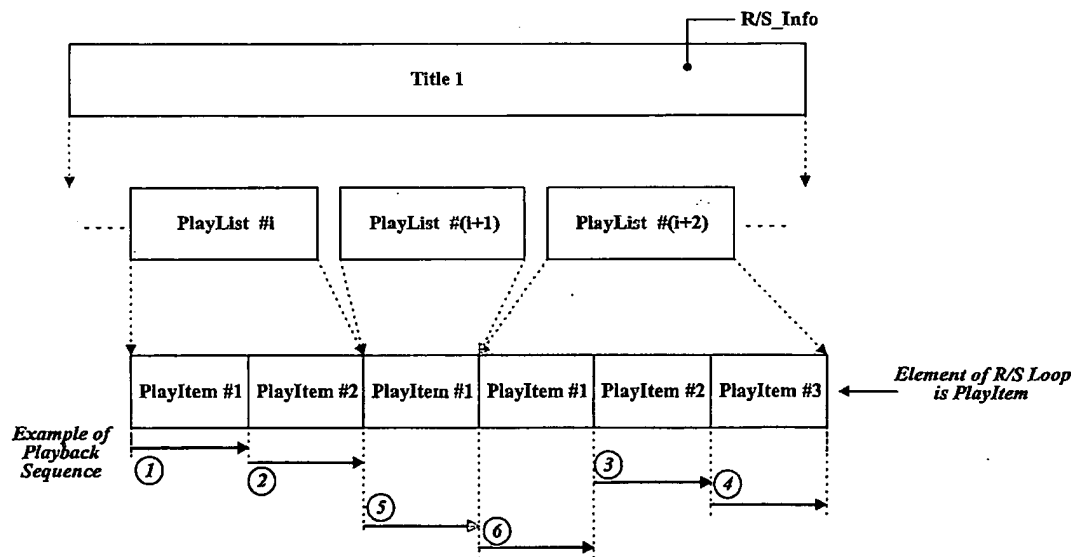 R/S_Info
Title 1
PlayList #i
PlayList #(i+1)
PlayList #(i+2)
PlayItem #1
PlayItem #2
PlayItem #1
PlayItem #1
PlayItem #2
PlayItem #3
Element of R/S Loop
is PlayItem
Example of
Playback
Sequence
1
2
3
4
5
6